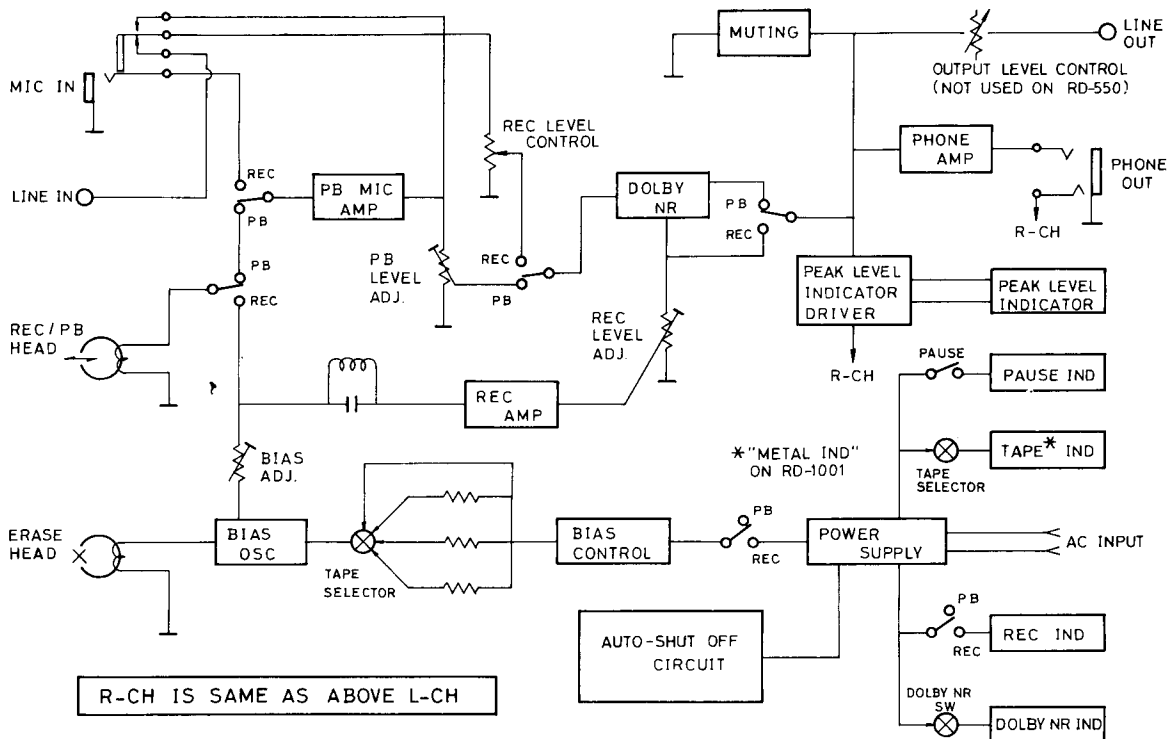 MUTING
LINE
OUT
OUTPUT LEVEL CONTROL
(NOT USED ON RD-550)
MIC IN
REC LEVEL
CONTROL
PHONE
AMP
PHONE
OUT
R-CH
LINE IN
REC
PB
PB MIC
AMP
DOLBY
NR
PB
REC
PB
LEVEL
ADJ.
REC
PB
PB
REC
PEAK LEVEL
INDICATOR
DRIVER
PEAK LEVEL
INDICATOR
REC/PB
HEAD
REC
LEVEL
ADJ.
R-CH
PAUSE
PAUSE IND
REC
AMP
BIAS
ADJ.
*"METAL IND"
ON RD-1001
TAPE* IND
TAPE
SELECTOR
ERASE
HEAD
BIAS
OSC
TAPE
SELECTOR
BIAS
CONTROL
PB
REC
POWER
SUPPLY
AC INPUT
AUTO-SHUT OFF
CIRCUIT
PB
REC
REC IND
R-CH IS SAME AS ABOVE L-CH
DOLBY NR
SW
DOLBY NR IND